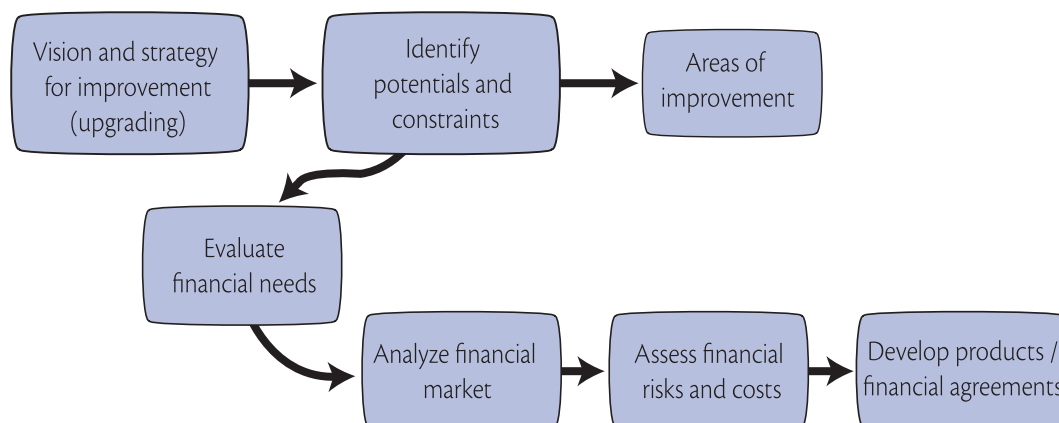 Vision and strategy
for improvement
(upgrading)
Identify
potentials and
constraints
Areas of
improvement
Evaluate
financial needs
Analyze financial
market
Assess financial
risks and costs
Develop products /
financial agreements